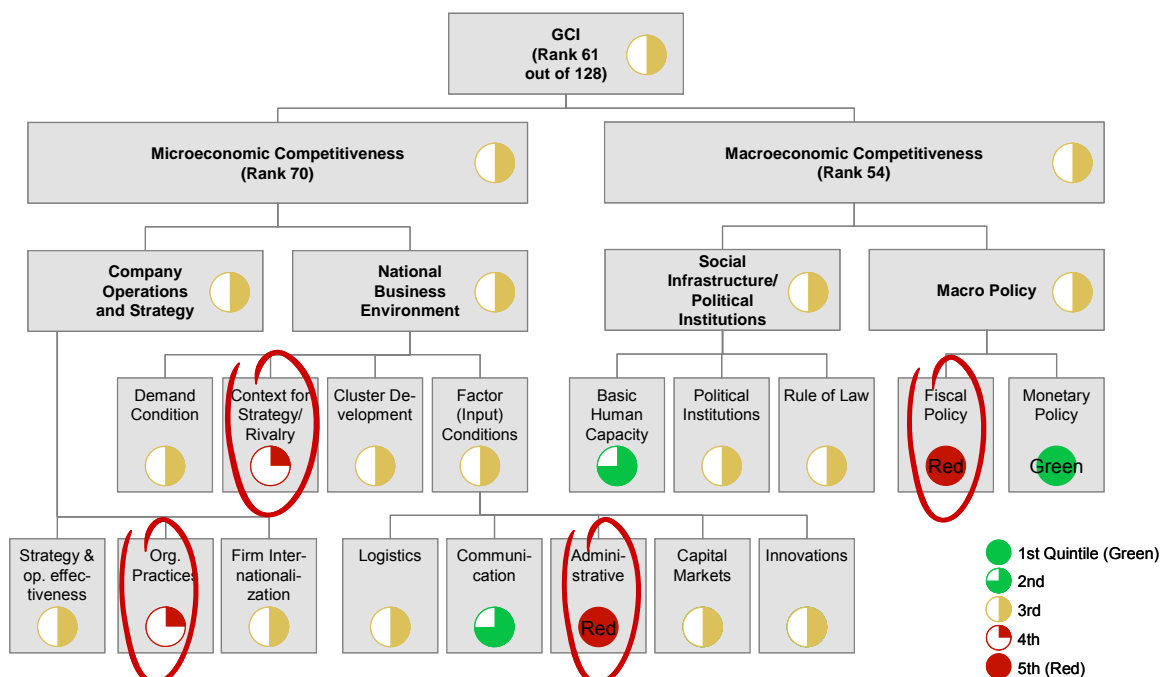 GCI
(Rank 61
out of 128)
Microeconomic Competitiveness
(Rank 70)
Macroeconomic Competitiveness
(Rank 54)
Company
Operations
and Strategy
National
Business
Environment
Social
Infrastructure/
Political
Institutions
Macro Policy
Demand
Condition
Context for
Strategy/
Rivalry
Cluster De-
velopment
Factor
(Input)
Conditions
Basic
Human
Capacity
Political
Institutions
Rule of Law
Fiscal
Policy
Red
Monetary
Policy
Green
Strategy &
op. effec-
tiveness
Org.
Practices
Firm Inter-
nationali-
zation
Logistics
Communi-
cation
Admini-
strative
Red
Capital
Markets
Innovations
1st Quintile (Green)
2nd
3rd
4th
5th (Red)